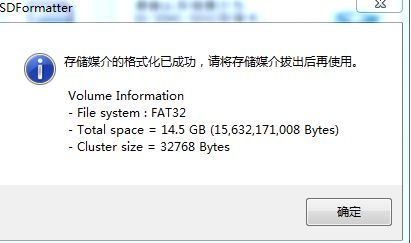 SDFormatter
存储媒介的格式化已成功，请将存储媒介拔出后再使用。
Volume Information
- File system : FAT32
- Total space = 14.5 GB (15,632,171,008 Bytes)
- Cluster size = 32768 Bytes
确定